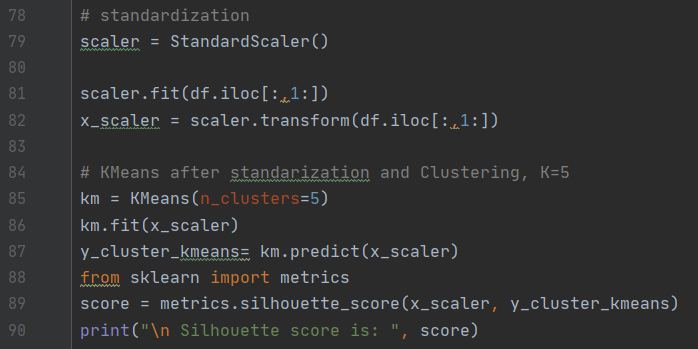 78 # standardization
79 scaler = StandardScaler()
80
81 scaler.fit(df.iloc[:,1:])
82 x_scaler = scaler.transform(df.iloc[:,1:])
83
84 # KMeans after standarization and Clustering, K=5
85 km = KMeans(n_clusters=5)
86 km.fit(x_scaler)
87 y_cluster_kmeans= km.predict(x_scaler)
88 from sklearn import metrics
89 score = metrics.silhouette_score(x_scaler, y_cluster_kmeans)
90 print("\n Silhouette score is: ", score)